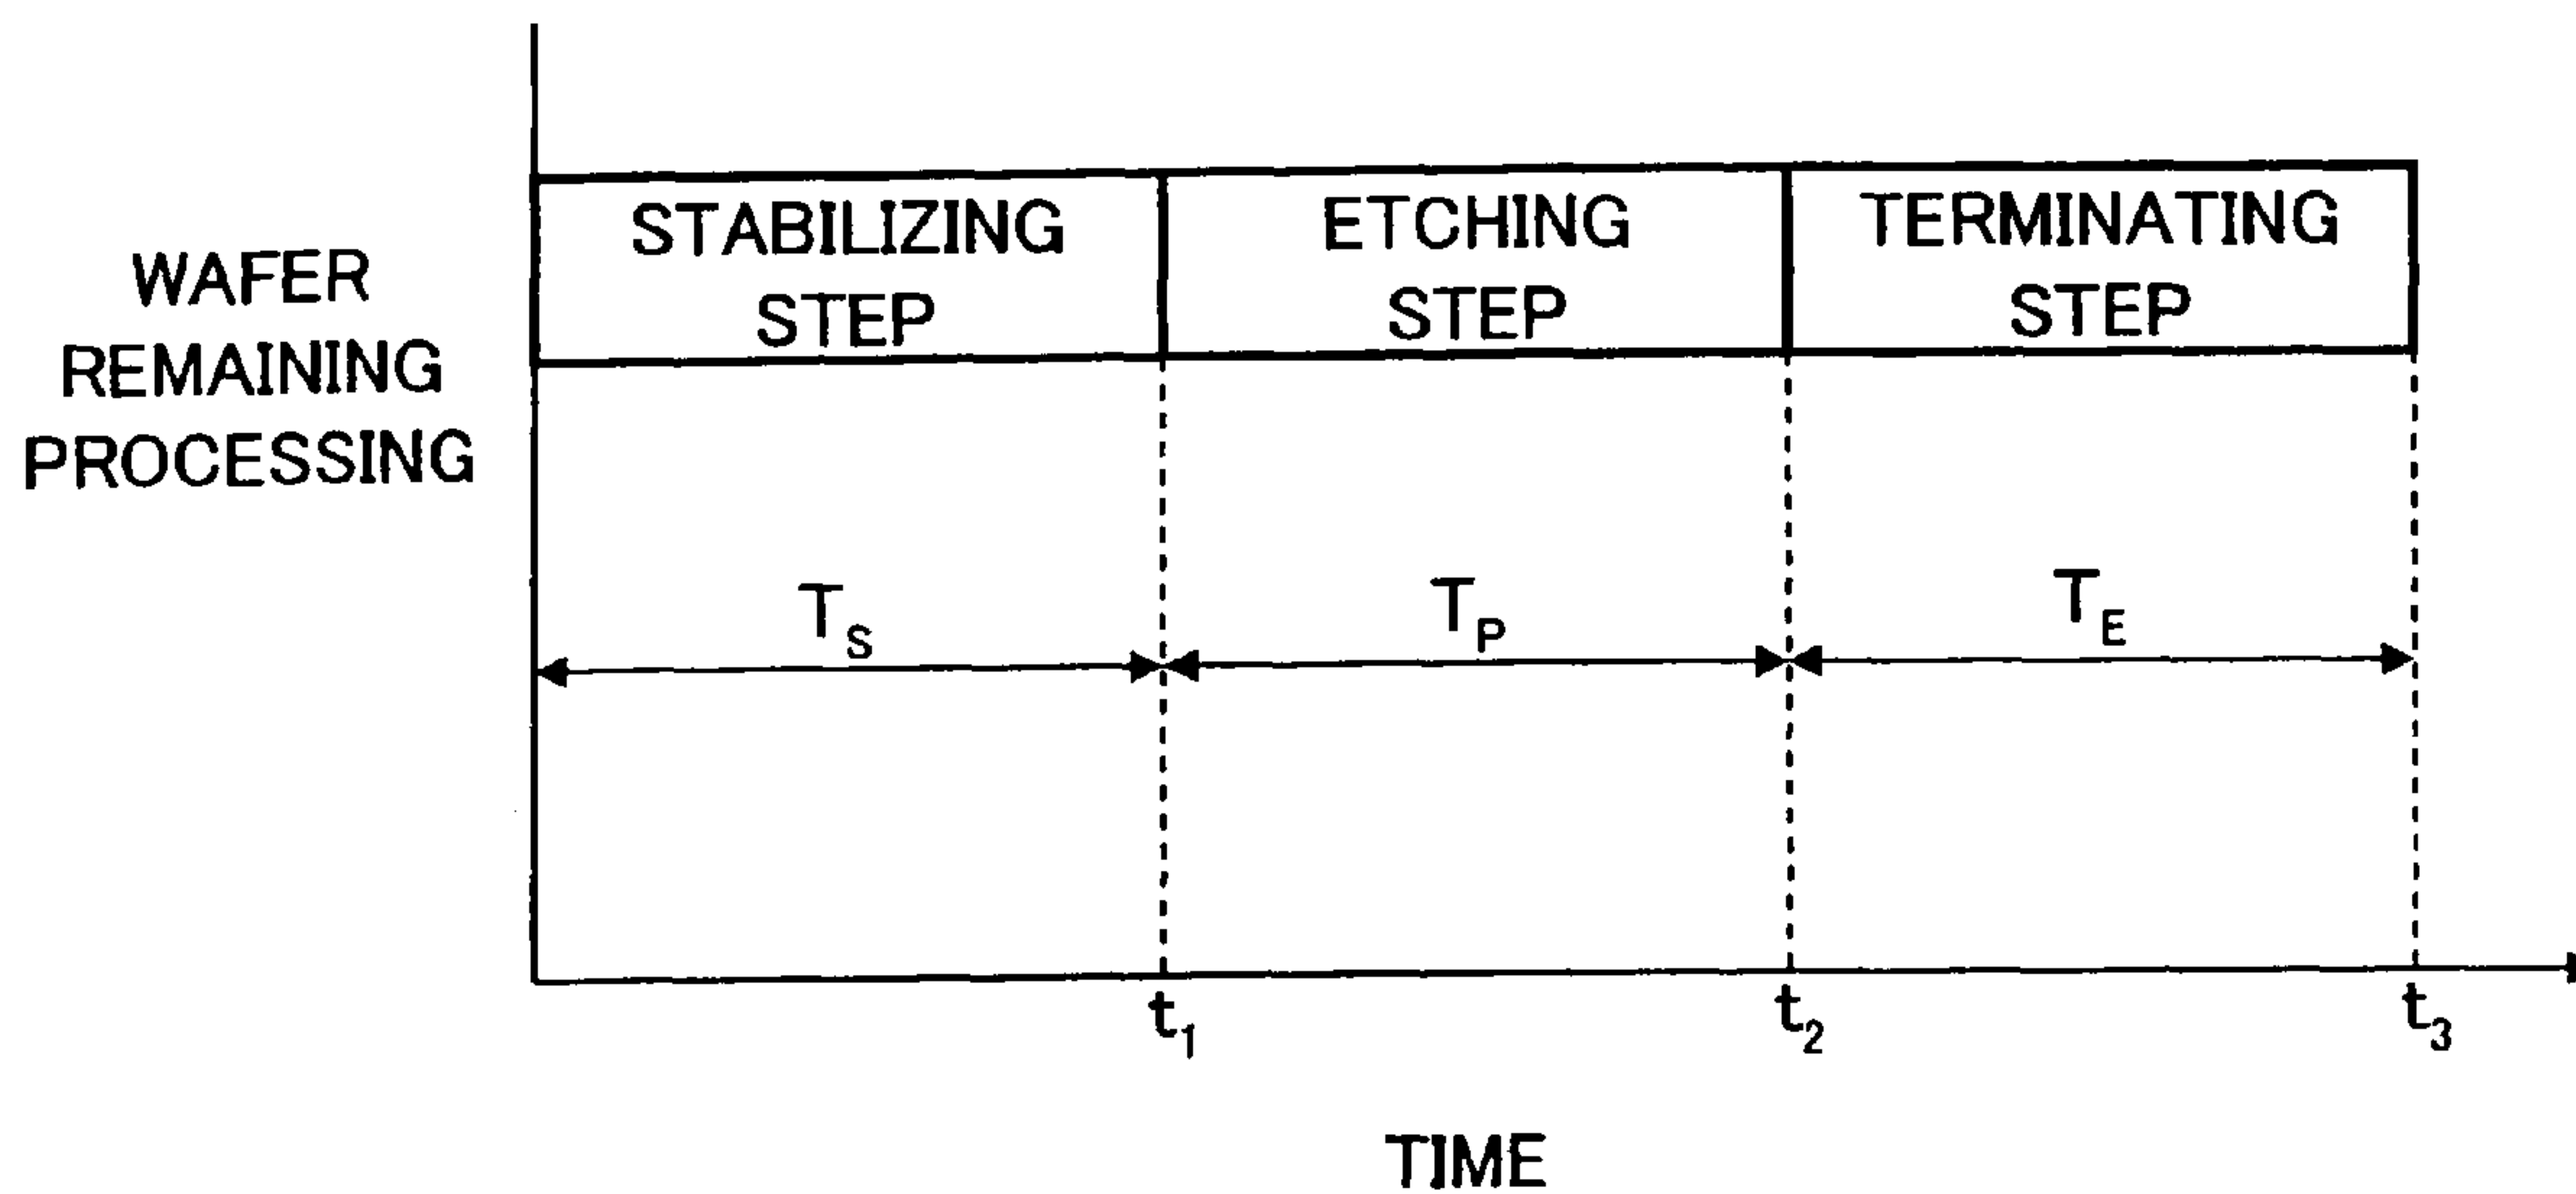 WAFER
REMAINING
PROCESSING
STABILIZING
STEP
ETCHING
STEP
TERMINATING
STEP
T_S
T_P
T_E
t_1
t_2
t_3
TIME